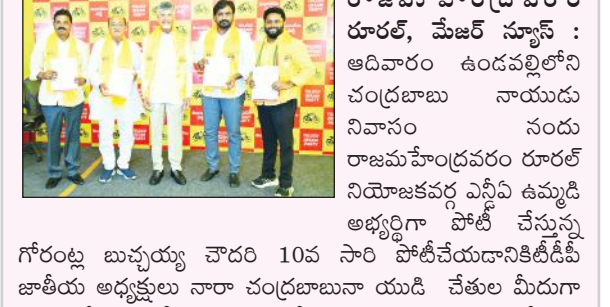 రూరల్, మేజర్ న్యూస్ :
ఆదివారం ఉండవల్లిలోని
చంద్రబాబు నాయుడు
నివాసం నందు
రాజమహేంద్రవరం రూరల్
నియోజకవర్గ ఎన్డీఏ ఉమ్మడి
అభ్యర్థిగా పోటీ చేస్తున్న
గోరంట్ల బుచ్చయ్య చౌదరి 10వ సారి పోటీచేయడానికిటీడీపీ
జాతీయ అధ్యక్షులు నారా చంద్రబాబునా యుడి చేతుల మీదుగా